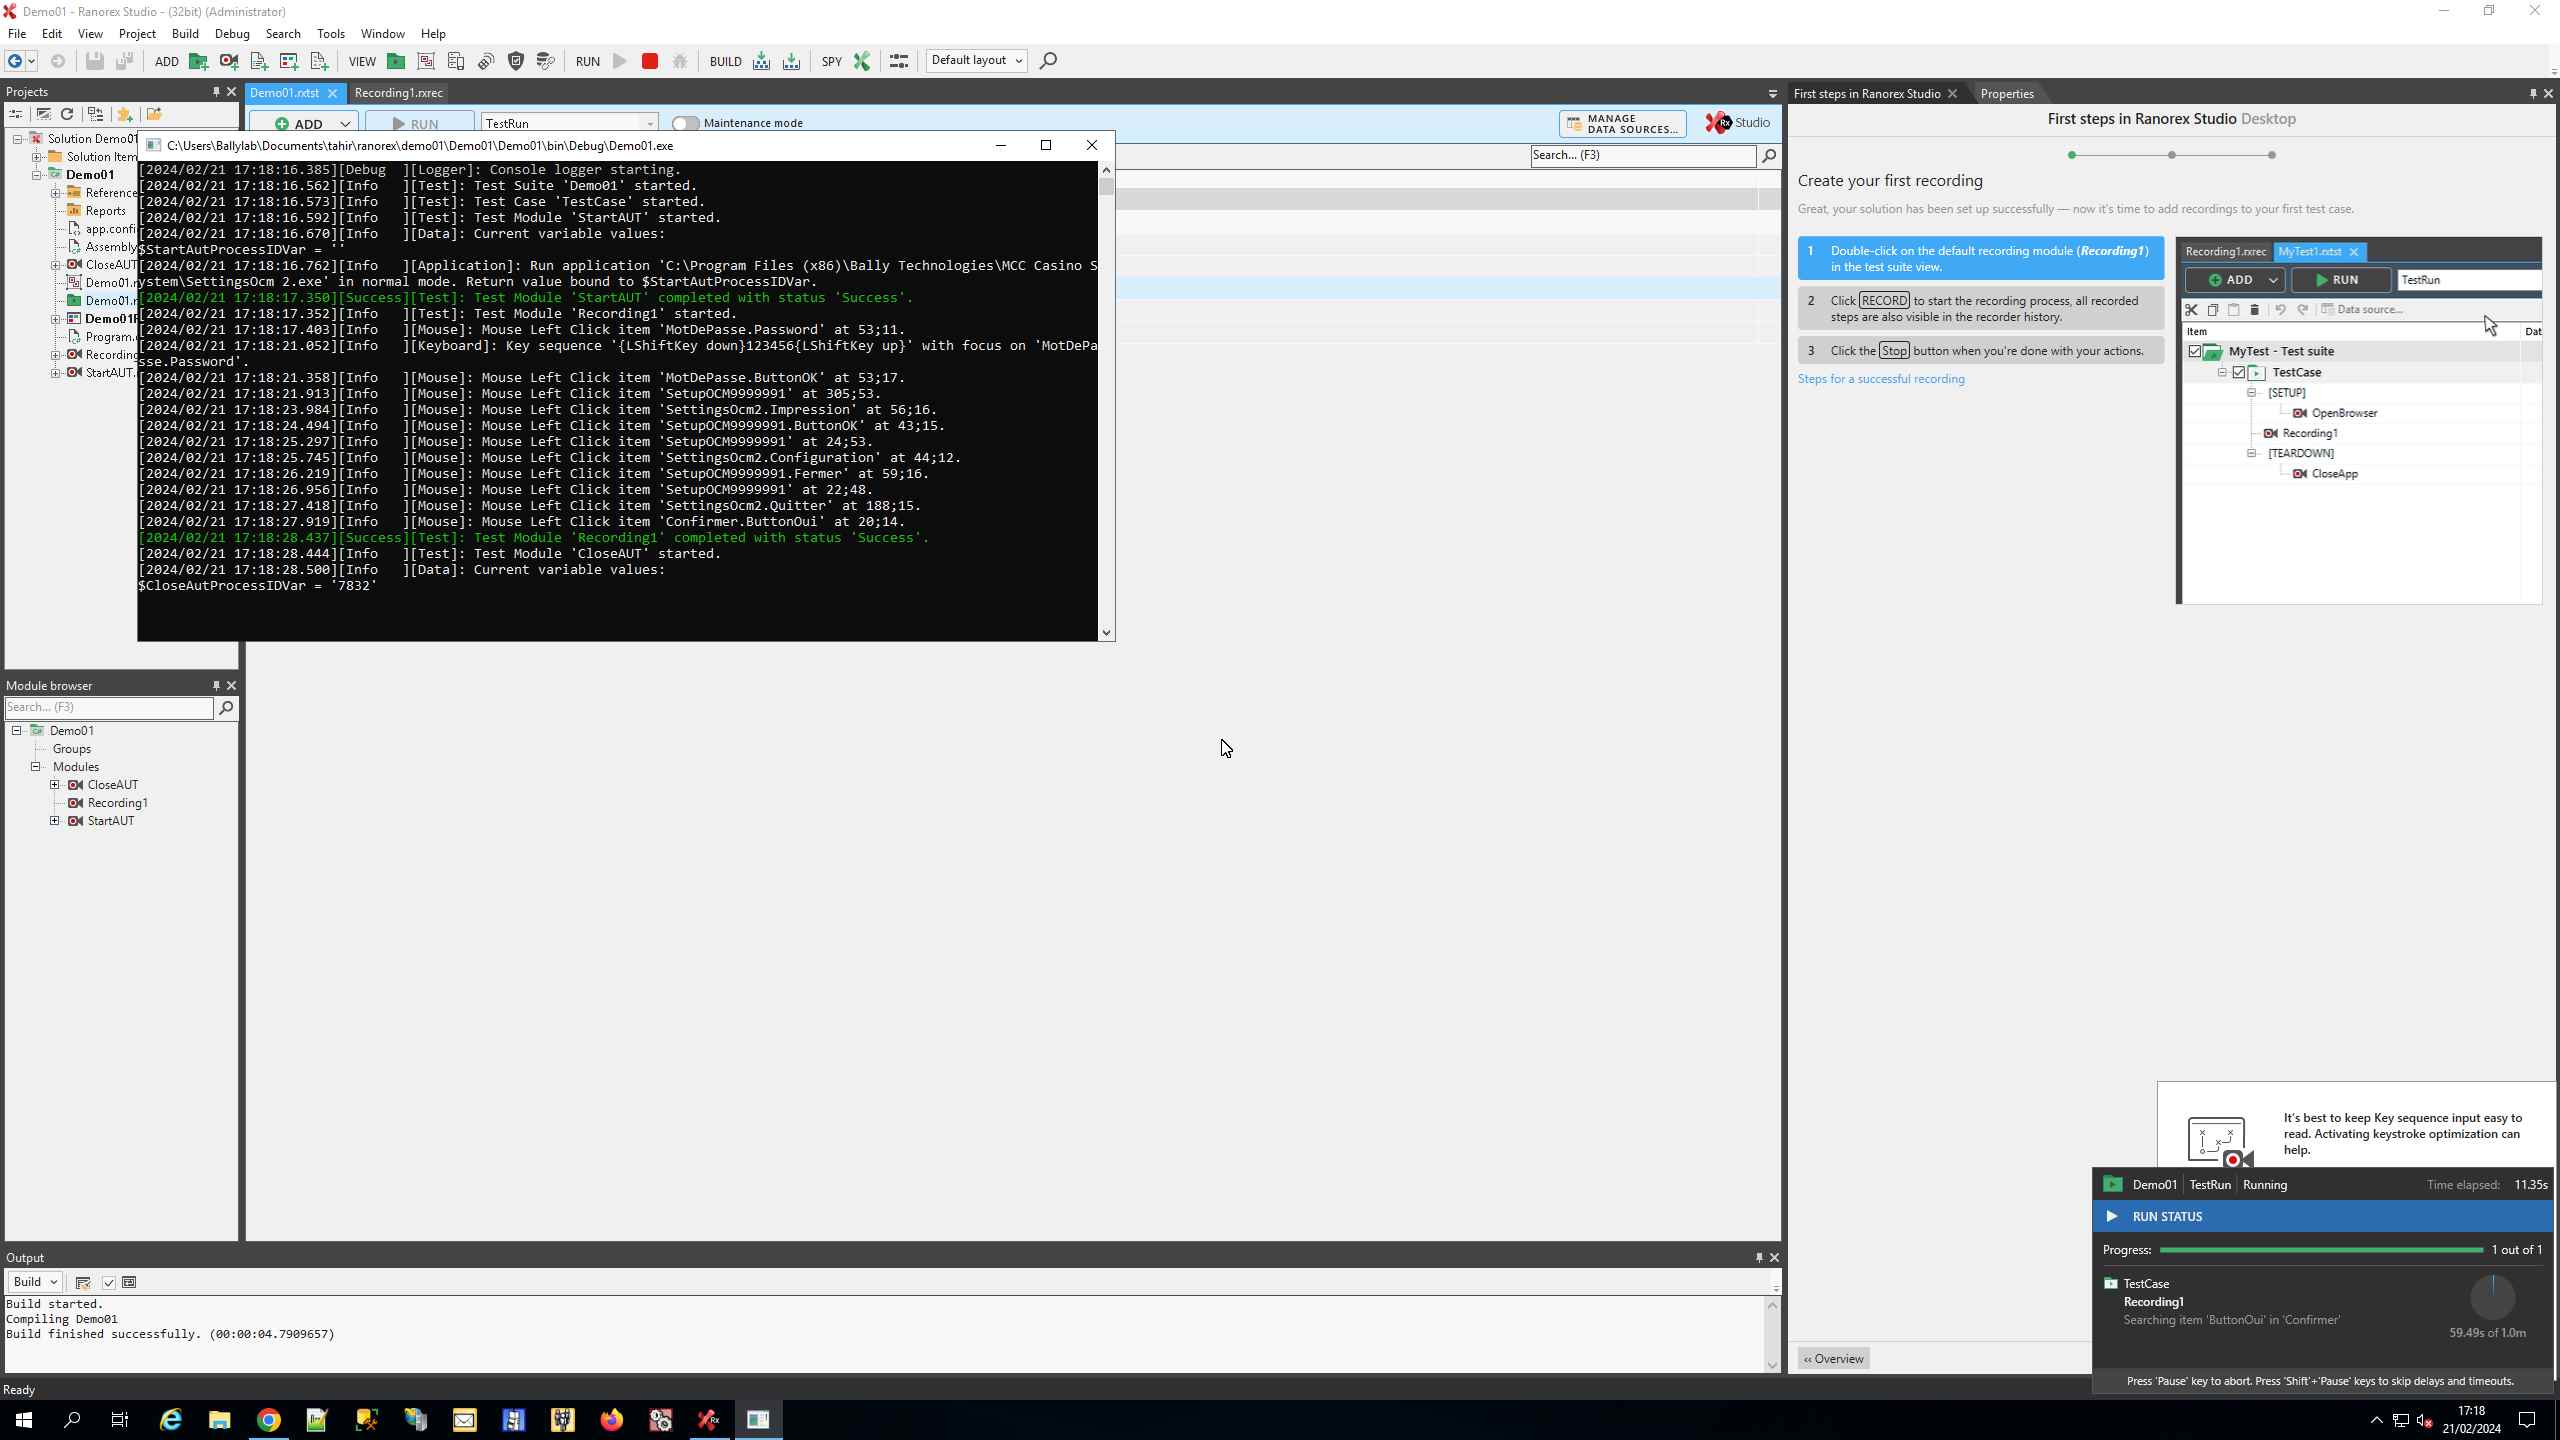 Demo01 - Ranorex Studio - (32bit) (Administrator)
File Edit View Project Build Debug Search Tools Window Help
ADD VIEW RUN BUILD SPY Default layout
Projects
Solution Demo01
Solution Item
Demo01
Reference
Reports
app.confi
Assembly
CloseAUT
Demo01.r
Demo01.r
Demo01R
Program.
Recording
StartAUT.
Demo01.rxtst Recording1.rxrec
ADD RUN TestRun Maintenance mode MANAGE DATA SOURCES... Rx Studio
Search... (F3)
C:\Users\Ballylab\Documents\tahir\ranorex\demo01\Demo01\Demo01\bin\Debug\Demo01.exe
[2024/02/21 17:18:16.385][Debug  ][Logger]: Console logger starting.
[2024/02/21 17:18:16.562][Info   ][Test]: Test Suite 'Demo01' started.
[2024/02/21 17:18:16.573][Info   ][Test]: Test Case 'TestCase' started.
[2024/02/21 17:18:16.592][Info   ][Test]: Test Module 'StartAUT' started.
[2024/02/21 17:18:16.670][Info   ][Data]: Current variable values:
$StartAutProcessIDVar = ''
[2024/02/21 17:18:16.762][Info   ][Application]: Run application 'C:\Program Files (x86)\Bally Technologies\MCC Casino S
ystem\SettingsOcm 2.exe' in normal mode. Return value bound to $StartAutProcessIDVar.
[2024/02/21 17:18:17.350][Success][Test]: Test Module 'StartAUT' completed with status 'Success'.
[2024/02/21 17:18:17.352][Info   ][Test]: Test Module 'Recording1' started.
[2024/02/21 17:18:17.403][Info   ][Mouse]: Mouse Left Click item 'MotDePasse.Password' at 53;11.
[2024/02/21 17:18:21.052][Info   ][Keyboard]: Key sequence '{LShiftKey down}123456{LShiftKey up}' with focus on 'MotDePa
sse.Password'.
[2024/02/21 17:18:21.358][Info   ][Mouse]: Mouse Left Click item 'MotDePasse.ButtonOK' at 53;17.
[2024/02/21 17:18:21.913][Info   ][Mouse]: Mouse Left Click item 'SetupOCM9999991' at 305;53.
[2024/02/21 17:18:23.984][Info   ][Mouse]: Mouse Left Click item 'SettingsOcm2.Impression' at 56;16.
[2024/02/21 17:18:24.494][Info   ][Mouse]: Mouse Left Click item 'SetupOCM9999991.ButtonOK' at 43;15.
[2024/02/21 17:18:25.297][Info   ][Mouse]: Mouse Left Click item 'SetupOCM9999991' at 24;53.
[2024/02/21 17:18:25.745][Info   ][Mouse]: Mouse Left Click item 'SettingsOcm2.Configuration' at 44;12.
[2024/02/21 17:18:26.219][Info   ][Mouse]: Mouse Left Click item 'SetupOCM9999991.Fermer' at 59;16.
[2024/02/21 17:18:26.956][Info   ][Mouse]: Mouse Left Click item 'SetupOCM9999991' at 22;48.
[2024/02/21 17:18:27.418][Info   ][Mouse]: Mouse Left Click item 'SettingsOcm2.Quitter' at 188;15.
[2024/02/21 17:18:27.919][Info   ][Mouse]: Mouse Left Click item 'Confirmer.ButtonOui' at 20;14.
[2024/02/21 17:18:28.437][Success][Test]: Test Module 'Recording1' completed with status 'Success'.
[2024/02/21 17:18:28.444][Info   ][Test]: Test Module 'CloseAUT' started.
[2024/02/21 17:18:28.500][Info   ][Data]: Current variable values:
$CloseAutProcessIDVar = '7832'
First steps in Ranorex Studio Properties
First steps in Ranorex Studio Desktop
Create your first recording
Great, your solution has been set up successfully — now it's time to add recordings to your first test case.
1 Double-click on the default recording module (Recording1)
in the test suite view.
2 Click RECORD to start the recording process, all recorded
steps are also visible in the recorder history.
3 Click the Stop button when you're done with your actions.
Steps for a successful recording
Recording1.rxrec MyTest1.rxtst
ADD RUN TestRun
Data source...
Item Dat
MyTest - Test suite
TestCase
[SETUP]
OpenBrowser
Recording1
[TEARDOWN]
CloseApp
Module browser
Search... (F3)
Demo01
Groups
Modules
CloseAUT
Recording1
StartAUT
It's best to keep Key sequence input easy to
read. Activating keystroke optimization can
help.
Demo01 TestRun Running Time elapsed: 11.35s
RUN STATUS
Progress: 1 out of 1
TestCase
Recording1
Searching item 'ButtonOui' in 'Confirmer'
59.49s of 1.0m
Press 'Pause' key to abort. Press 'Shift'+'Pause' keys to skip delays and timeouts.
‹‹ Overview
Output
Build
Build started.
Compiling Demo01
Build finished successfully. (00:00:04.7909657)
Ready
17:18
21/02/2024